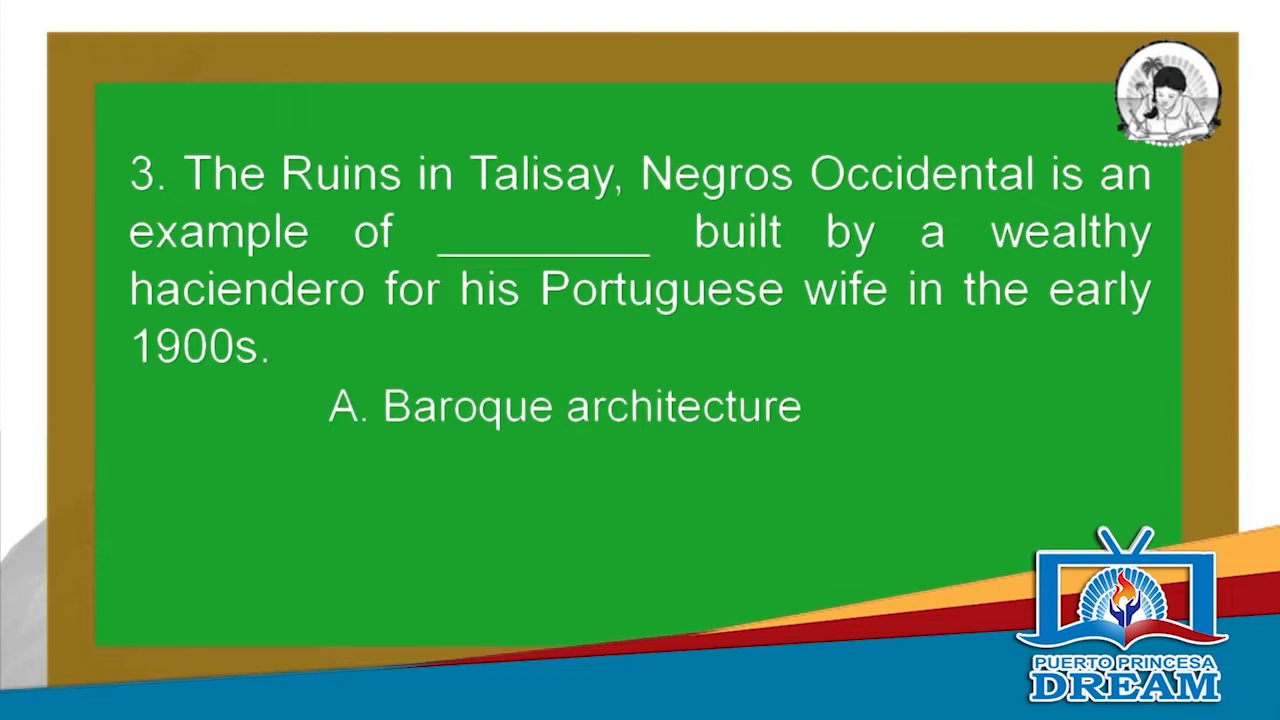 3. The Ruins in Talisay, Negros Occidental is an
example of _________ built by a wealthy
haciendero for his Portuguese wife in the early
1900s.
A. Baroque architecture
PUERTO PRINCESA
DREAM